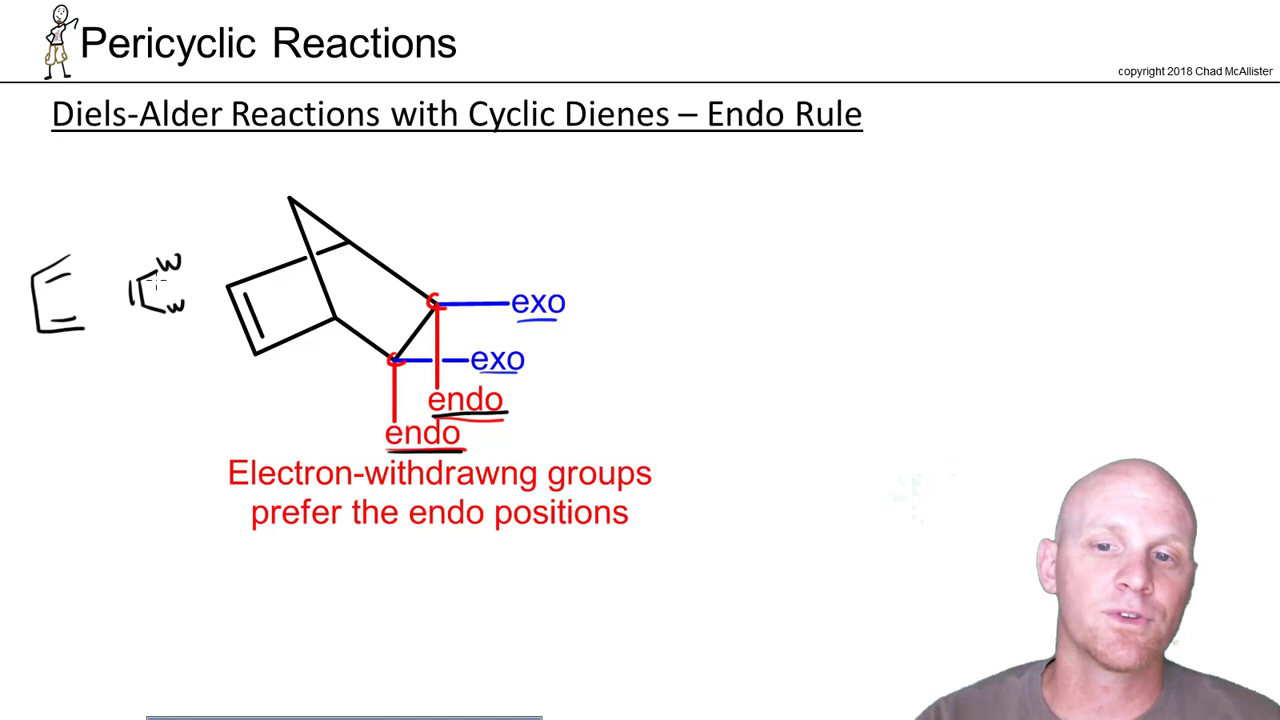 Pericyclic Reactions
copyright 2018 Chad McAllister
Diels-Alder Reactions with Cyclic Dienes – Endo Rule
W
W
exo
exo
endo
endo
Electron-withdrawng groups
prefer the endo positions